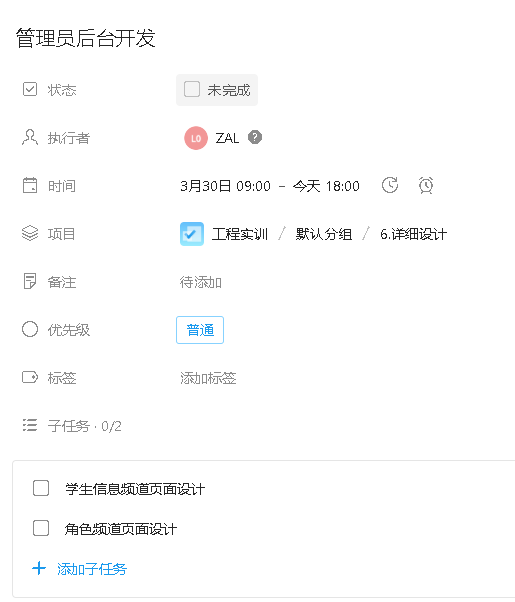 管理员后台开发
状态 未完成
执行者 LO ZAL ?
时间 3月30日 09:00 – 今天 18:00
项目 工程实训 / 默认分组 / 6.详细设计
备注 待添加
优先级 普通
标签 添加标签
子任务 · 0/2
学生信息频道页面设计
角色频道页面设计
+ 添加子任务